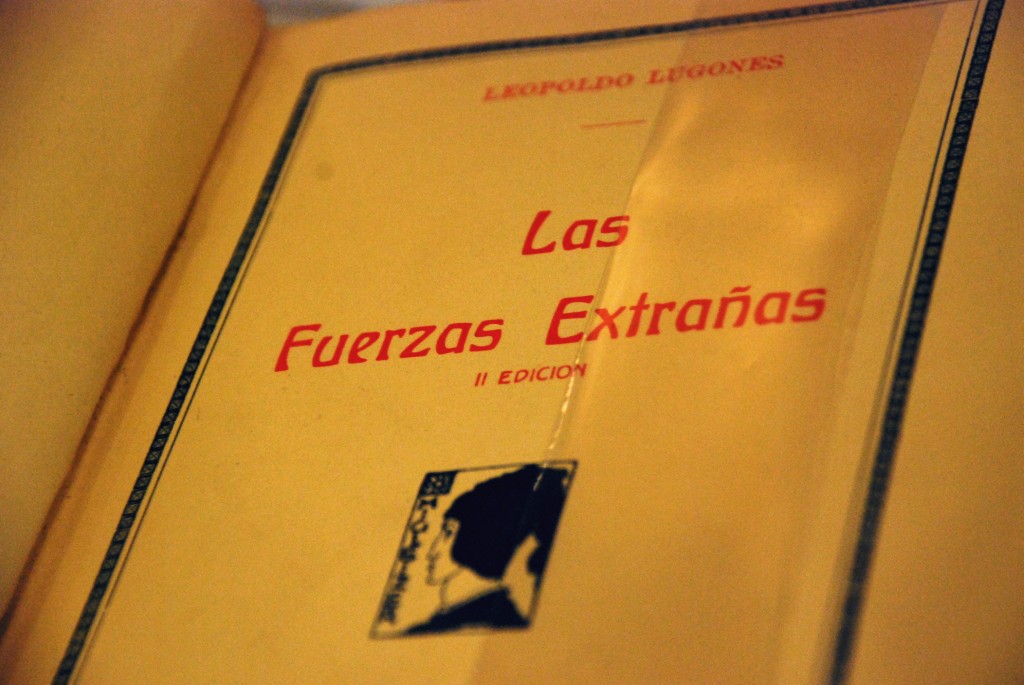 LEOPOLDO LUGONES
Las
Fuerzas Extrañas
II EDICION